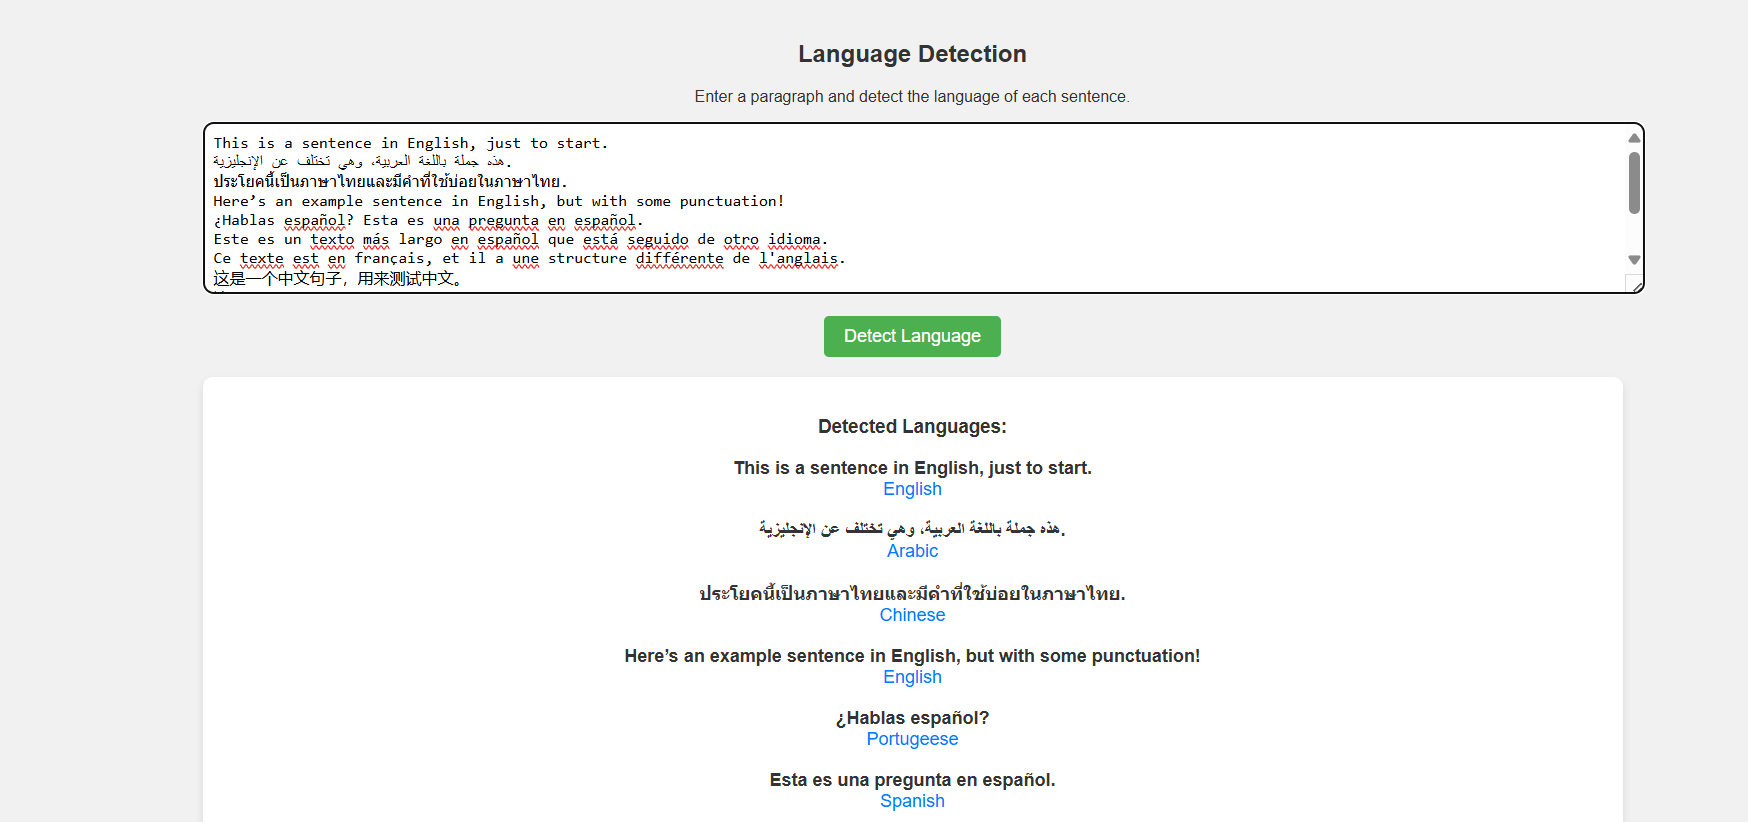 Language Detection
Enter a paragraph and detect the language of each sentence.
This is a sentence in English, just to start.
هذه جملة باللغة العربية، وهي تختلف عن الإنجليزية.
ประโยคนี้เป็นภาษาไทยและมีคำที่ใช้บ่อยในภาษาไทย.
Here’s an example sentence in English, but with some punctuation!
¿Hablas español? Esta es una pregunta en español.
Este es un texto más largo en español que está seguido de otro idioma.
Ce texte est en français, et il a une structure différente de l'anglais.
这是一个中文句子，用来测试中文。
Detect Language
Detected Languages:
This is a sentence in English, just to start.
English
هذه جملة باللغة العربية، وهي تختلف عن الإنجليزية.
Arabic
ประโยคนี้เป็นภาษาไทยและมีคำที่ใช้บ่อยในภาษาไทย.
Chinese
Here’s an example sentence in English, but with some punctuation!
English
¿Hablas español?
Portugeese
Esta es una pregunta en español.
Spanish